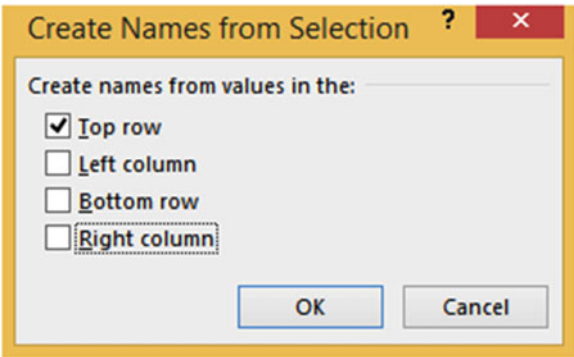 Create Names from Selection ? ×
Create names from values in the:
Top row
Left column
Bottom row
Right column
OK Cancel